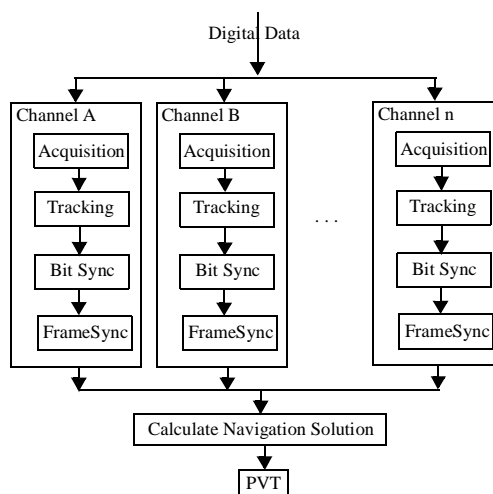 Digital Data
Channel A
Channel B
Channel n
Acquisition
Acquisition
Acquisition
Tracking
Tracking
Tracking
. . .
Bit Sync
Bit Sync
Bit Sync
FrameSync
FrameSync
FrameSync
Calculate Navigation Solution
PVT